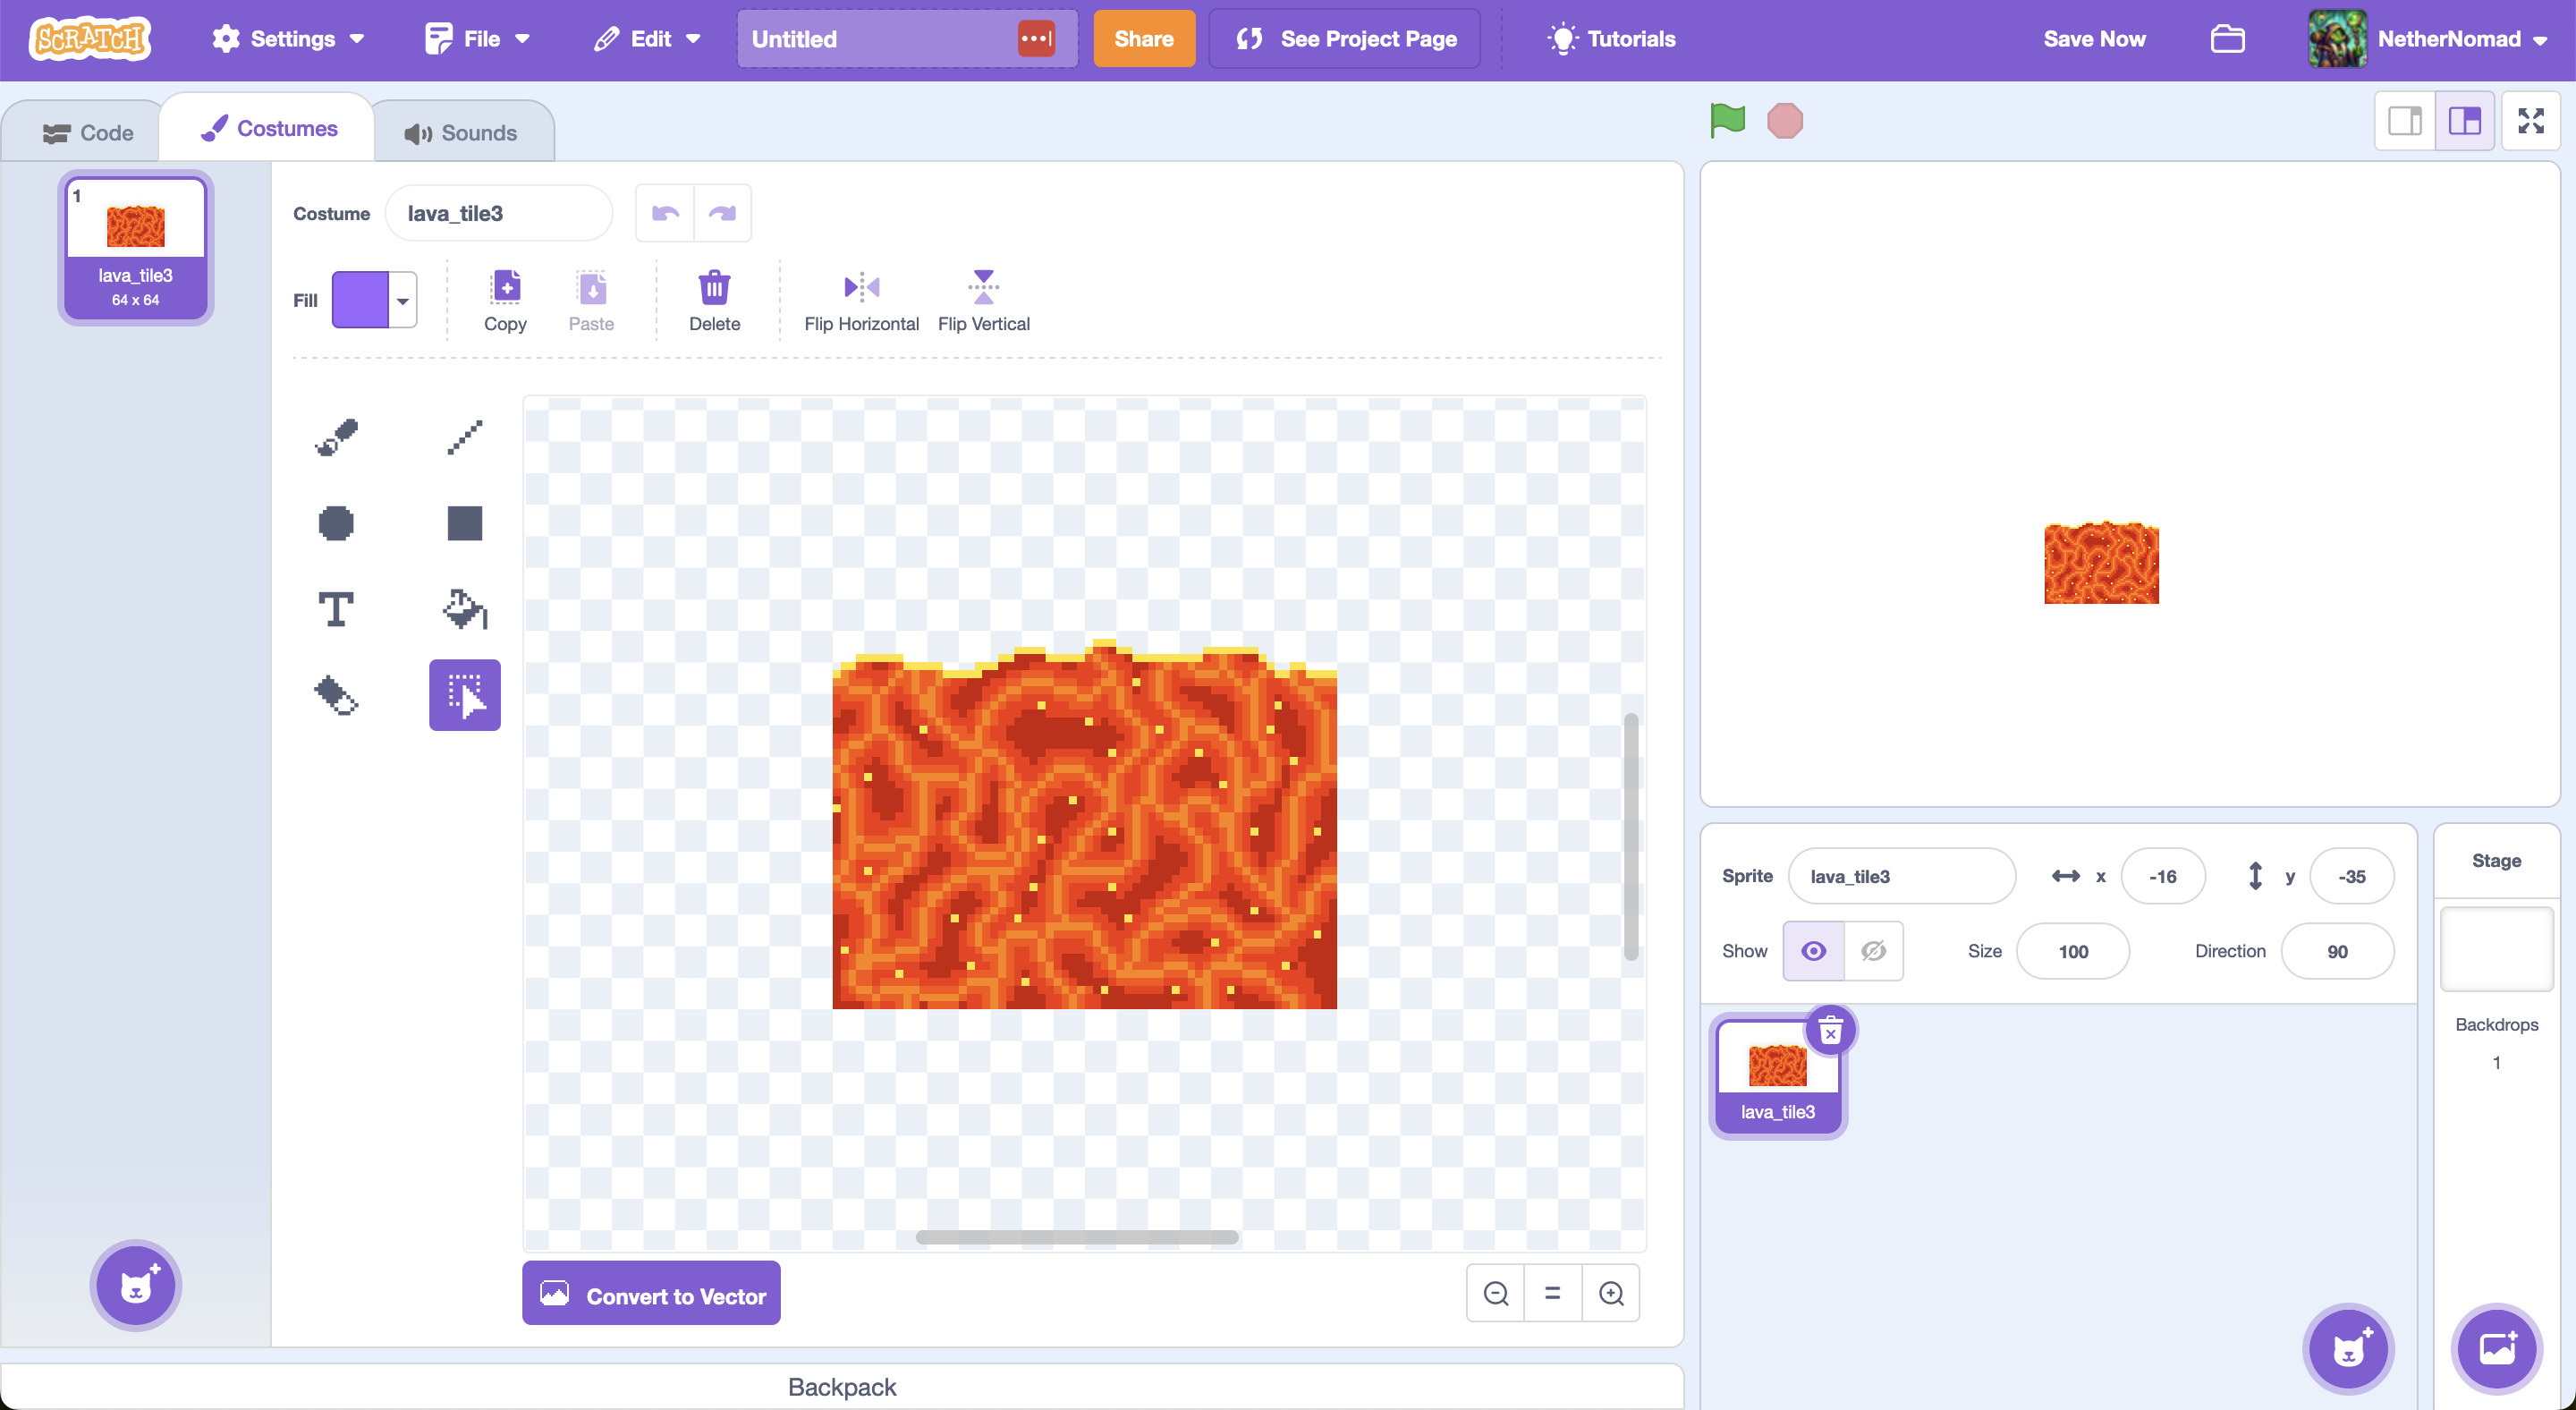 SCRATCH Settings File Edit Untitled Share See Project Page Tutorials Save Now NetherNomad
Code Costumes Sounds
1
lava_tile3
64 x 64
Costume lava_tile3
Fill Copy Paste Delete Flip Horizontal Flip Vertical
T
Convert to Vector
Backpack
Sprite lava_tile3 x -16 y -35
Show Size 100 Direction 90
lava_tile3
Stage
Backdrops
1